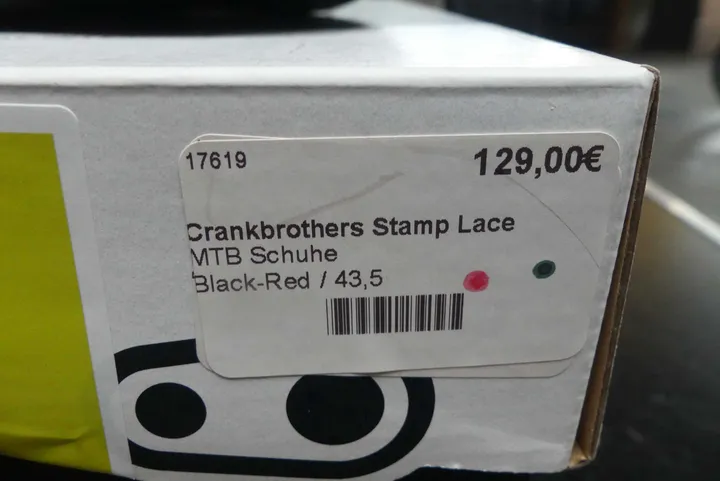 17619
129,00€
Crankbrothers Stamp Lace
MTB Schuhe
Black-Red / 43,5